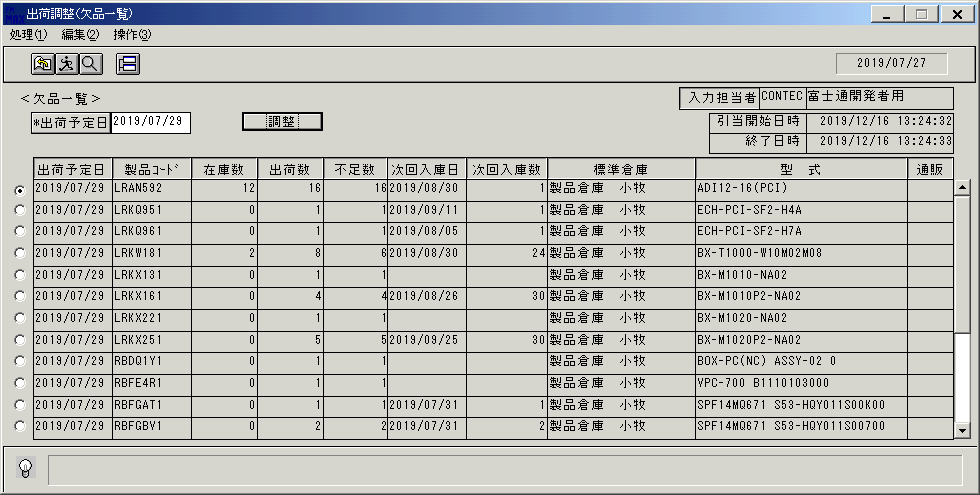 出荷調整(欠品一覧)
処理(1) 編集(2) 操作(3)
2019/07/27
<欠品一覧>
入力担当者 CONTEC 富士通開発者用
*出荷予定日 2019/07/29 調整
引当開始日時 2019/12/16 13:24:32
終了日時 2019/12/16 13:24:33
出荷予定日 製品コード 在庫数 出荷数 不足数 次回入庫日 次回入庫数 標準倉庫 型 式 通販
2019/07/29 LRAN592 12 16 16 2019/08/30 1 製品倉庫 小牧 ADI12-16(PCI)
2019/07/29 LRKQ951 0 1 1 2019/09/11 1 製品倉庫 小牧 ECH-PCI-SF2-H4A
2019/07/29 LRKQ961 0 1 1 2019/08/05 1 製品倉庫 小牧 ECH-PCI-SF2-H7A
2019/07/29 LRKW181 2 8 6 2019/08/30 24 製品倉庫 小牧 BX-T1000-W10M02M08
2019/07/29 LRKX131 0 1 1 製品倉庫 小牧 BX-M1010-NA02
2019/07/29 LRKX161 0 4 4 2019/08/26 30 製品倉庫 小牧 BX-M1010P2-NA02
2019/07/29 LRKX221 0 1 1 製品倉庫 小牧 BX-M1020-NA02
2019/07/29 LRKX251 0 5 5 2019/09/25 30 製品倉庫 小牧 BX-M1020P2-NA02
2019/07/29 RBDQ1Y1 0 1 1 製品倉庫 小牧 BOX-PC(NC) ASSY-02 0
2019/07/29 RBFE4R1 0 1 1 製品倉庫 小牧 VPC-700 B1110103000
2019/07/29 RBFGAT1 0 1 1 2019/07/31 1 製品倉庫 小牧 SPF14MQ671 S53-HQY011S00K00
2019/07/29 RBFGBV1 0 2 2 2019/07/31 2 製品倉庫 小牧 SPF14MQ671 S53-HQY011S00700